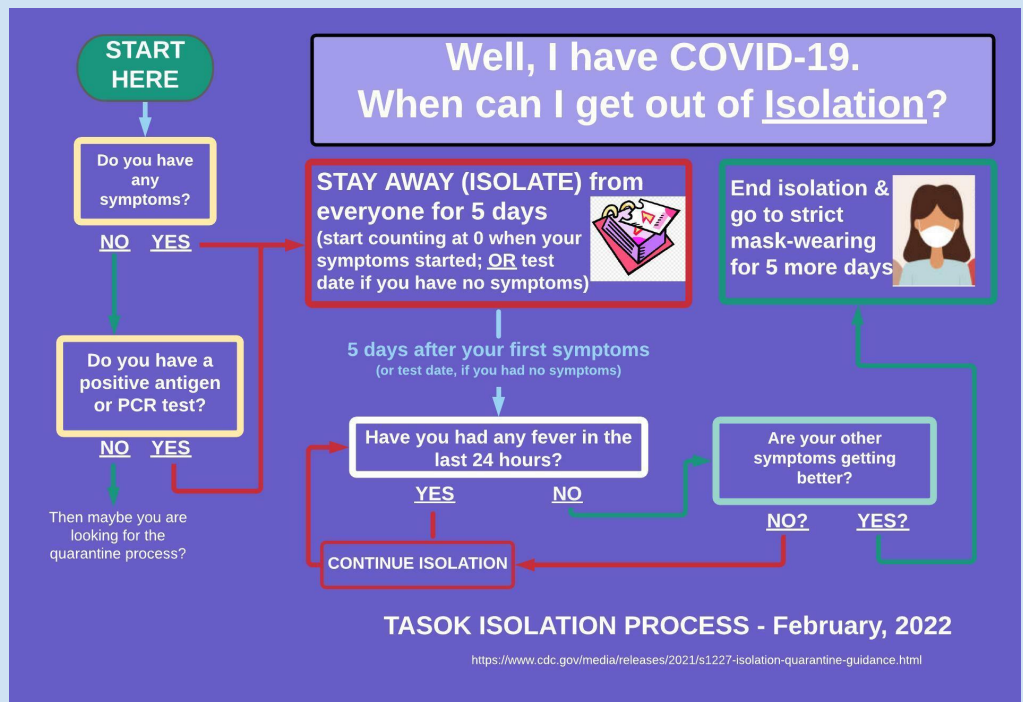 START
HERE
Well, I have COVID-19.
When can I get out of Isolation?
Do you have
any
symptoms?
NO YES
STAY AWAY (ISOLATE) from
everyone for 5 days
(start counting at 0 when your
symptoms started; OR test
date if you have no symptoms)
End isolation &
go to strict
mask-wearing
for 5 more days
Do you have a
positive antigen
or PCR test?
NO YES
Then maybe you are
looking for the
quarantine process?
5 days after your first symptoms
(or test date, if you had no symptoms)
Have you had any fever in the
last 24 hours?
YES NO
Are your other
symptoms getting
better?
NO? YES?
CONTINUE ISOLATION
TASOK ISOLATION PROCESS - February, 2022
https://www.cdc.gov/media/releases/2021/s1227-isolation-quarantine-guidance.html